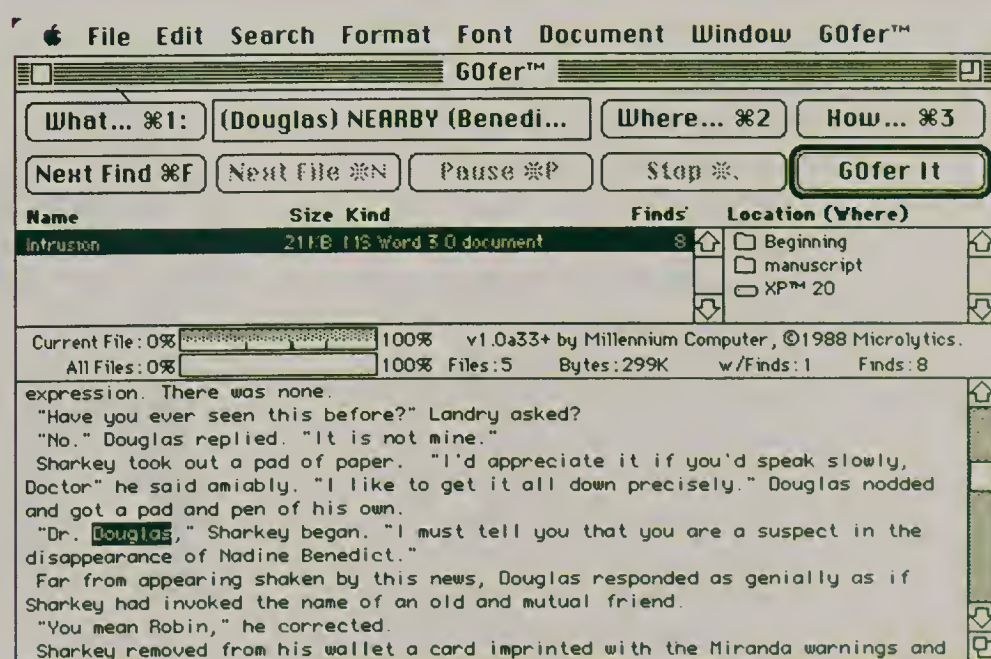 File Edit Search Format Font Document Window GOfer™
GOfer™
What... ⌘1: (Douglas) NEARBY (Benedi... Where... ⌘2 How... ⌘3
Next Find ⌘F Next File ⌘N Pause ⌘P Stop ⌘. GOfer It
Name Size Kind Finds Location (Where)
Intrusion 21 KB MS Word 3.0 document 8 Beginning
manuscript
XP™ 20
Current File: 0% 100% v1.0a33+ by Millennium Computer, ©1988 Microlytics.
All Files: 0% 100% Files: 5 Bytes: 299K w/Finds: 1 Finds: 8
expression. There was none.
"Have you ever seen this before?" Landry asked?
"No." Douglas replied. "It is not mine."
Sharkey took out a pad of paper. "I'd appreciate it if you'd speak slowly,
Doctor" he said amiably. "I like to get it all down precisely." Douglas nodded
and got a pad and pen of his own.
"Dr. Douglas," Sharkey began. "I must tell you that you are a suspect in the
disappearance of Nadine Benedict."
Far from appearing shaken by this news, Douglas responded as genially as if
Sharkey had invoked the name of an old and mutual friend.
"You mean Robin," he corrected.
Sharkey removed from his wallet a card imprinted with the Miranda warnings and